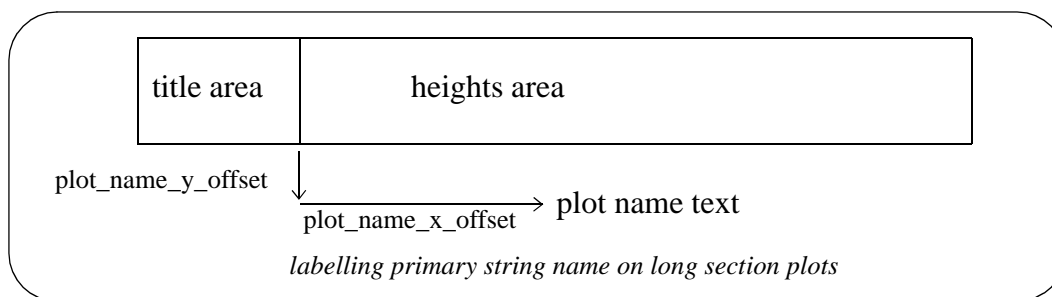 title area
heights area
plot_name_y_offset
plot name text
plot_name_x_offset
labelling primary string name on long section plots